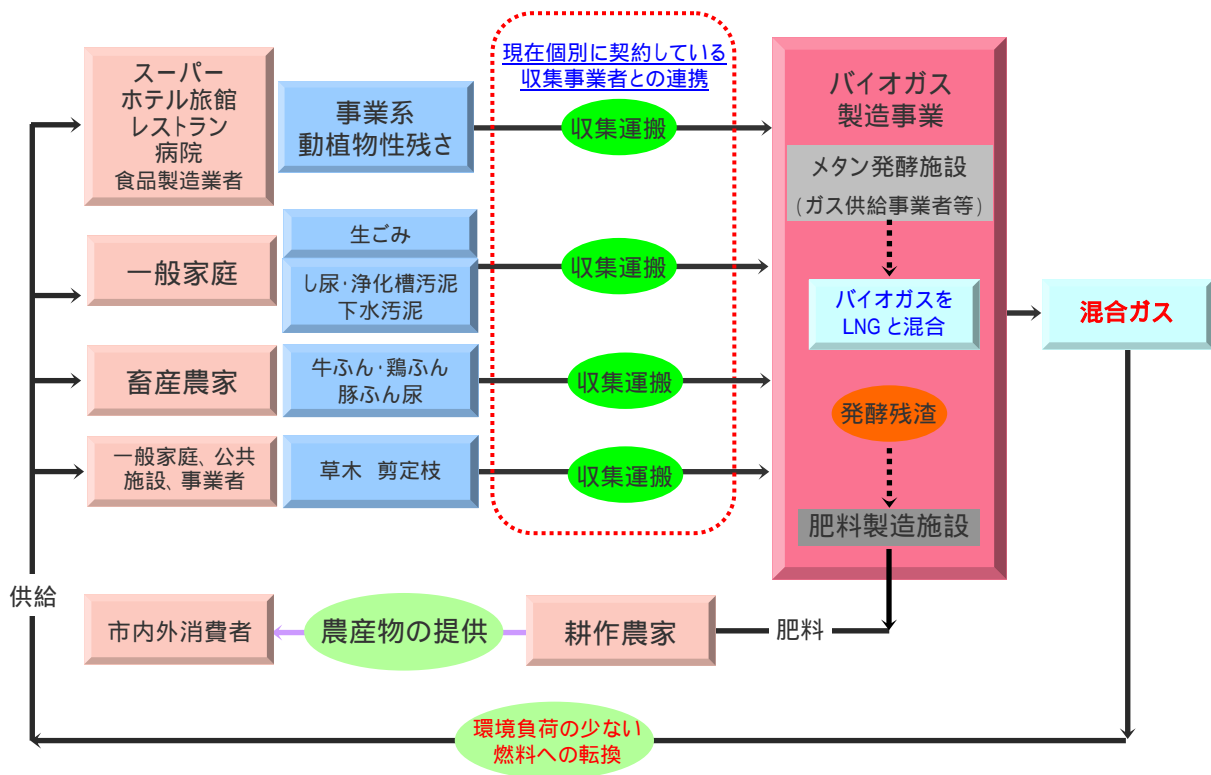 現在個別に契約している
収集事業者との連携
スーパー
ホテル旅館
レストラン
病院
食品製造業者
事業系
動植物性残さ
収集運搬
バイオガス
製造事業
メタン発酵施設
(ガス供給事業者等)
一般家庭
生ごみ
し尿・浄化槽汚泥
下水汚泥
収集運搬
バイオガスを
LNGと混合
混合ガス
畜産農家
牛ふん・鶏ふん
豚ふん尿
収集運搬
発酵残渣
一般家庭、公共
施設、事業者
草木 剪定枝
収集運搬
肥料製造施設
供給
市内外消費者
農産物の提供
耕作農家
肥料
環境負荷の少ない
燃料への転換